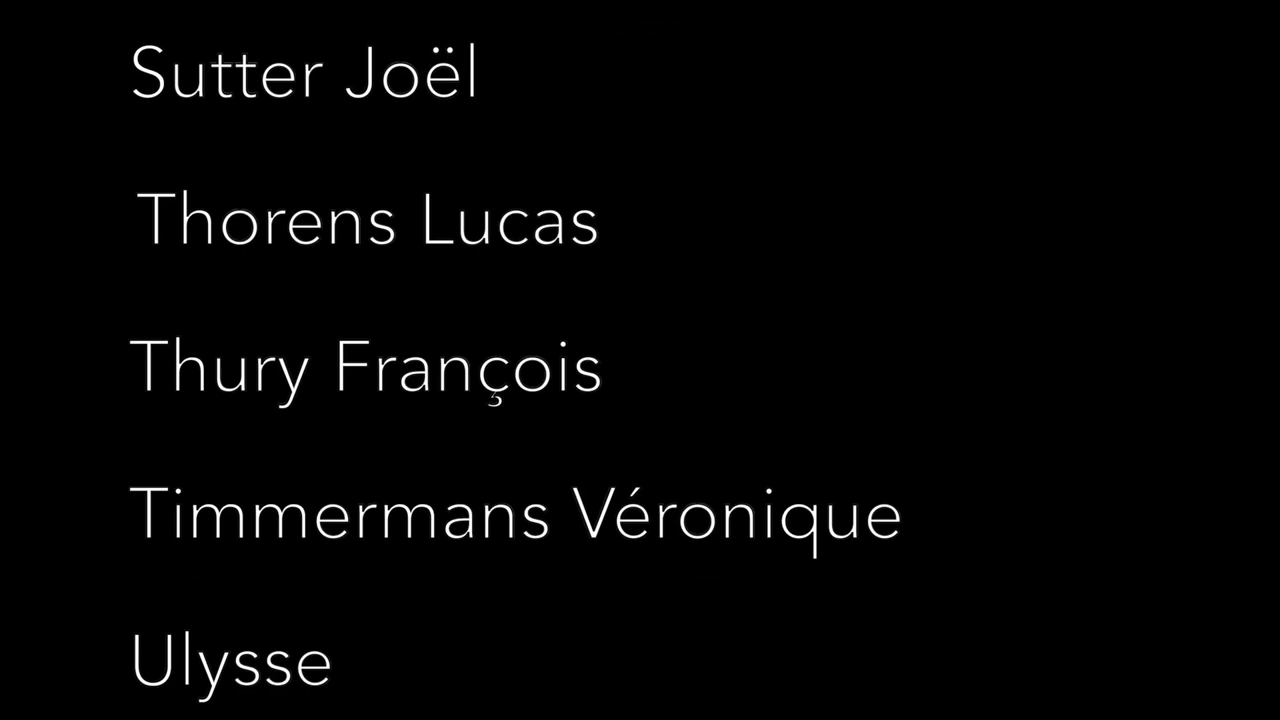 Sutter Joël
Thorens Lucas
Thury François
Timmermans Véronique
Ulysse